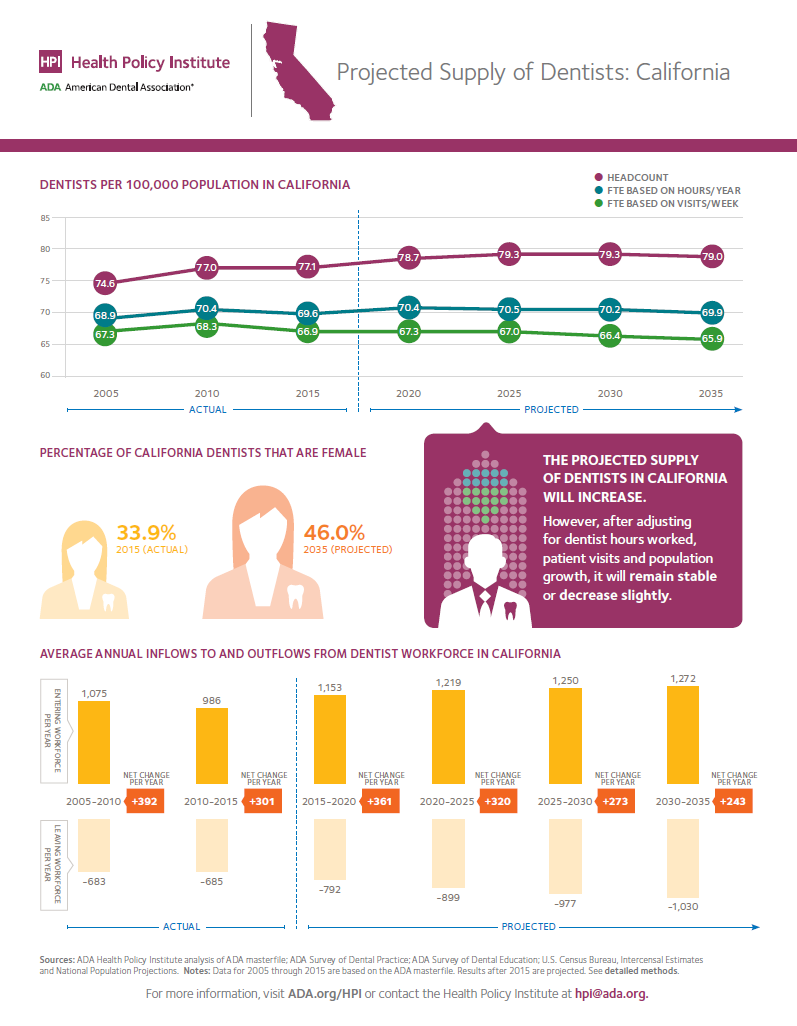 HPI Health Policy Institute
ADA American Dental Association®
Projected Supply of Dentists: California
DENTISTS PER 100,000 POPULATION IN CALIFORNIA
HEADCOUNT
FTE BASED ON HOURS/YEAR
FTE BASED ON VISITS/WEEK
85
80
75
70
65
60
74.6 77.0 77.1 78.7 79.3 79.3 79.0
68.9 70.4 69.6 70.4 70.5 70.2 69.9
67.3 68.3 66.9 67.3 67.0 66.4 65.9
2005 2010 2015 2020 2025 2030 2035
ACTUAL PROJECTED
PERCENTAGE OF CALIFORNIA DENTISTS THAT ARE FEMALE
33.9%
2015 (ACTUAL)
46.0%
2035 (PROJECTED)
THE PROJECTED SUPPLY
OF DENTISTS IN CALIFORNIA
WILL INCREASE.
However, after adjusting
for dentist hours worked,
patient visits and population
growth, it will remain stable
or decrease slightly.
AVERAGE ANNUAL INFLOWS TO AND OUTFLOWS FROM DENTIST WORKFORCE IN CALIFORNIA
ENTERING WORKFORCE
PER YEAR
1,075 986 1,153 1,219 1,250 1,272
NET CHANGE NET CHANGE NET CHANGE NET CHANGE NET CHANGE NET CHANGE
PER YEAR PER YEAR PER YEAR PER YEAR PER YEAR PER YEAR
2005–2010 +392 2010–2015 +301 2015–2020 +361 2020–2025 +320 2025–2030 +273 2030–2035 +243
LEAVING WORKFORCE
PER YEAR
–683 –685 –792 –899 –977 –1,030
ACTUAL PROJECTED
Sources: ADA Health Policy Institute analysis of ADA masterfile; ADA Survey of Dental Practice; ADA Survey of Dental Education; U.S. Census Bureau, Intercensal Estimates
and National Population Projections. Notes: Data for 2005 through 2015 are based on the ADA masterfile. Results after 2015 are projected. See detailed methods.
For more information, visit ADA.org/HPI or contact the Health Policy Institute at hpi@ada.org.